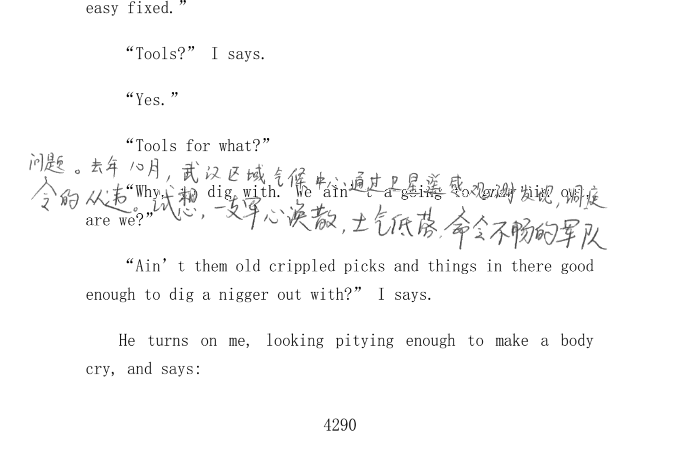 easy fixed.”
“Tools?” I says.
“Yes.”
“Tools for what?”
问题。去年10月，武汉区域气候中心通过卫星遥感观测时发现，洞庭
“Why, to dig with. We ain’t a-going to gnaw him out,
令的从违。试想，一支军心涣散，士气低落，命令不畅的军队
are we?”
“Ain’t them old crippled picks and things in there good
enough to dig a nigger out with?” I says.
He turns on me, looking pitying enough to make a body
cry, and says:
4290